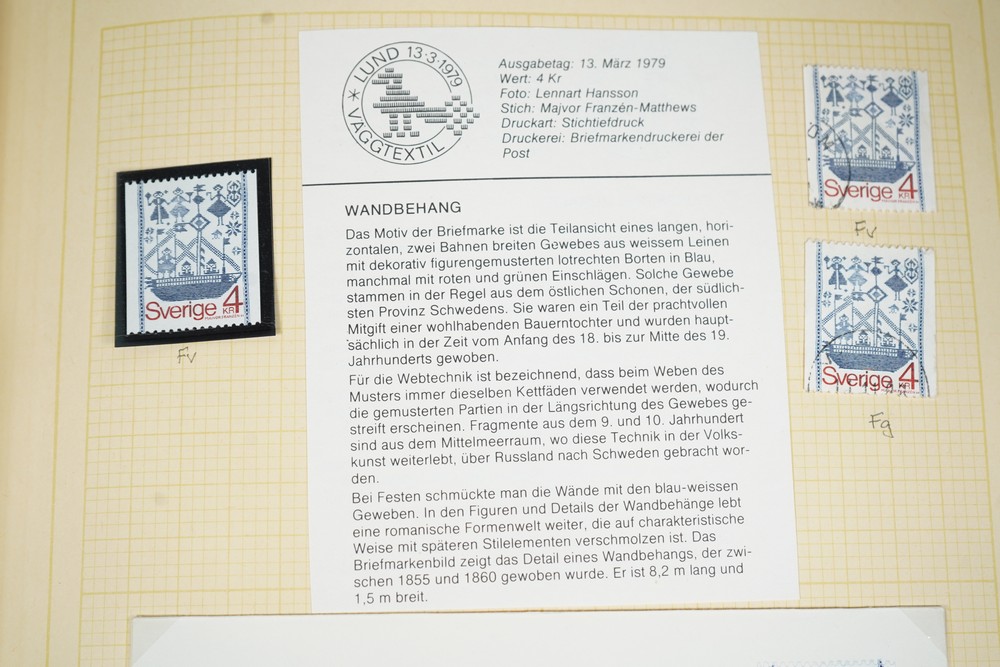 LUND 13·3·1979
VÄGGTEXTIL
Ausgabetag: 13. März 1979
Wert: 4 Kr
Foto: Lennart Hansson
Stich: Majvor Franzén-Matthews
Druckart: Stichtiefdruck
Druckerei: Briefmarkendruckerei der
Post
WANDBEHANG
Das Motiv der Briefmarke ist die Teilansicht eines langen, hori-
zontalen, zwei Bahnen breiten Gewebes aus weissem Leinen
mit dekorativ figurengemusterten lotrechten Borten in Blau,
manchmal mit roten und grünen Einschlägen. Solche Gewebe
stammen in der Regel aus dem östlichen Schonen, der südlich-
sten Provinz Schwedens. Sie waren ein Teil der prachtvollen
Mitgift einer wohlhabenden Bauerntochter und wurden haupt-
sächlich in der Zeit vom Anfang des 18. bis zur Mitte des 19.
Jahrhunderts gewoben.
Für die Webtechnik ist bezeichnend, dass beim Weben des
Musters immer dieselben Kettfäden verwendet werden, wodurch
die gemusterten Partien in der Längsrichtung des Gewebes ge-
streift erscheinen. Fragmente aus dem 9. und 10. Jahrhundert
sind aus dem Mittelmeerraum, wo diese Technik in der Volks-
kunst weiterlebt, über Russland nach Schweden gebracht wor-
den.
Bei Festen schmückte man die Wände mit den blau-weissen
Geweben. In den Figuren und Details der Wandbehänge lebt
eine romanische Formenwelt weiter, die auf charakteristische
Weise mit späteren Stilelementen verschmolzen ist. Das
Briefmarkenbild zeigt das Detail eines Wandbehangs, der zwi-
schen 1855 und 1860 gewoben wurde. Er ist 8,2 m lang und
1,5 m breit.
Sverige 4
KR
Fv
Sverige 4
KR
Fv
Sverige 4
KR
Fg